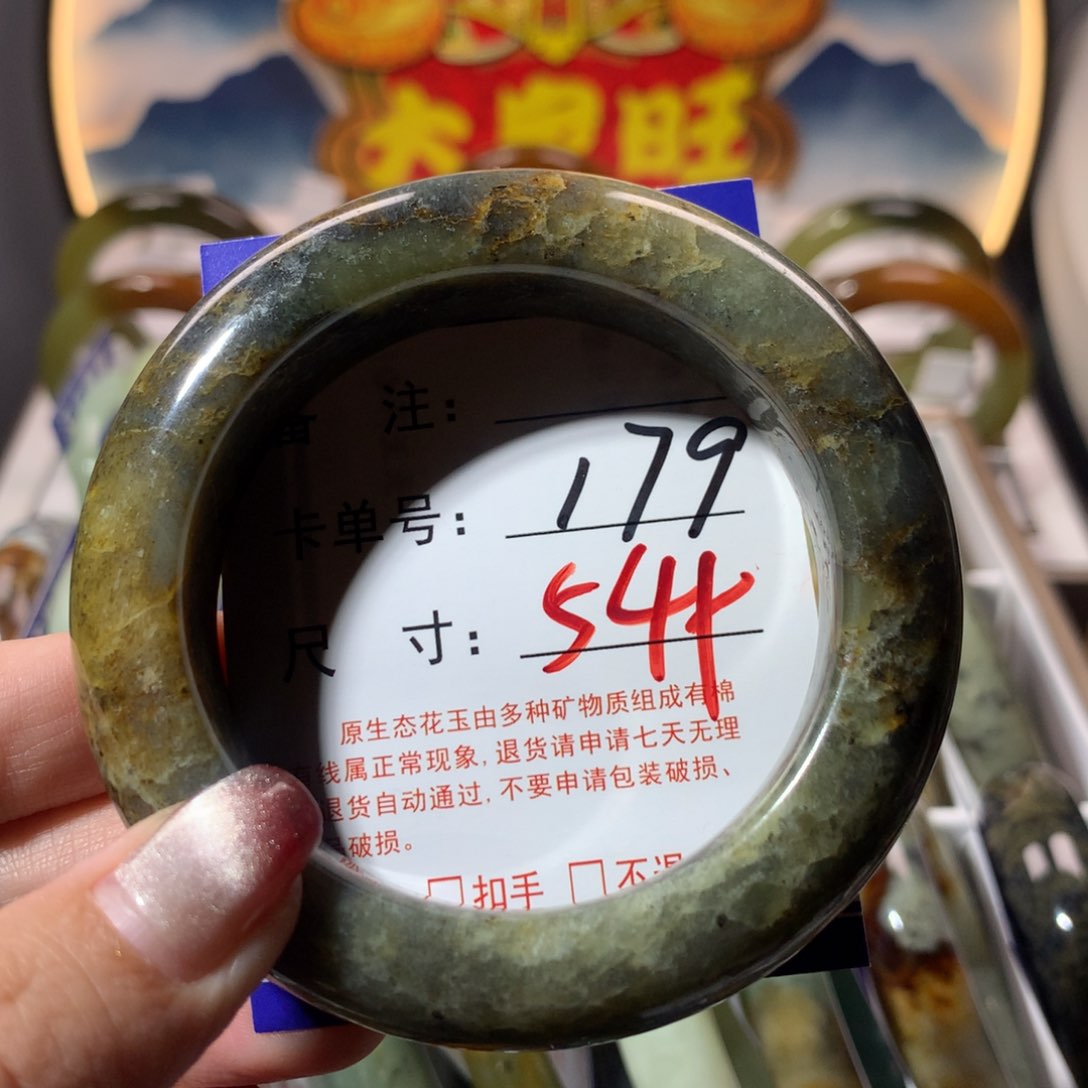 大
旺
备 注:
卡单号: 179
尺 寸: 544
原生态花玉由多种矿物质组成有棉
线属正常现象,退货请申请七天无理
退货自动通过,不要申请包装破损、
破损。
□扣手 □不退